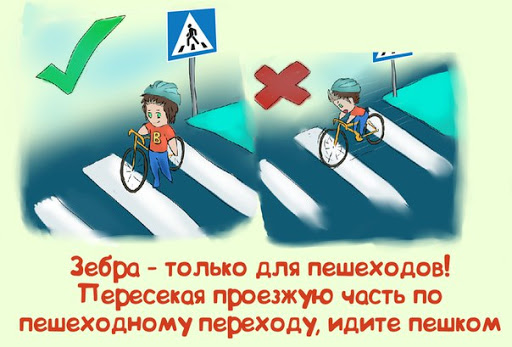 В
Зебра - только для пешеходов!
Пересекая проезжую часть по
пешеходному переходу, идите пешком